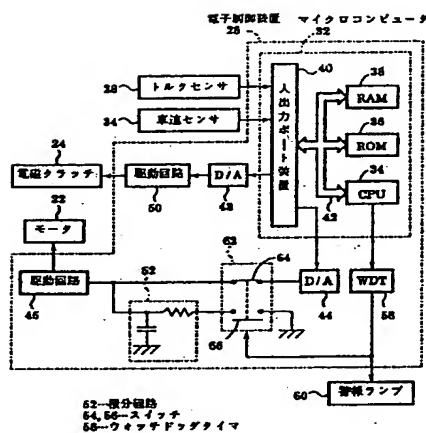 電子制御装置
28
マイクロコンピュータ
32
40
38
RAM
36
ROM
34
CPU
42
入出力ポート装置
トルクセンサ
車速センサ
24
電磁クラッチ
駆動回路
50
D/A
48
22
モータ
駆動回路
46
52
54
56
D/A
44
WDT
58
警報ランプ
60
52…積分回路
54,56…スイッチ
58…ウォッチドッグタイマ